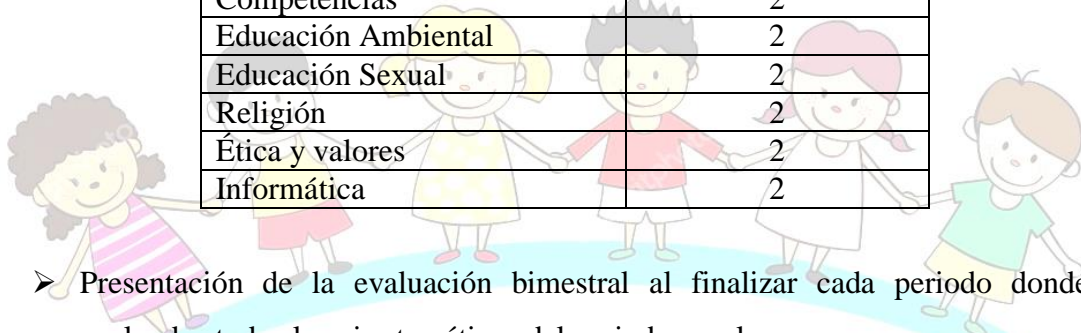 Competencias 2
Educación Ambiental 2
Educación Sexual 2
Religión 2
Ética y valores 2
Informática 2
➢ Presentación de la evaluación bimestral al finalizar cada periodo donde